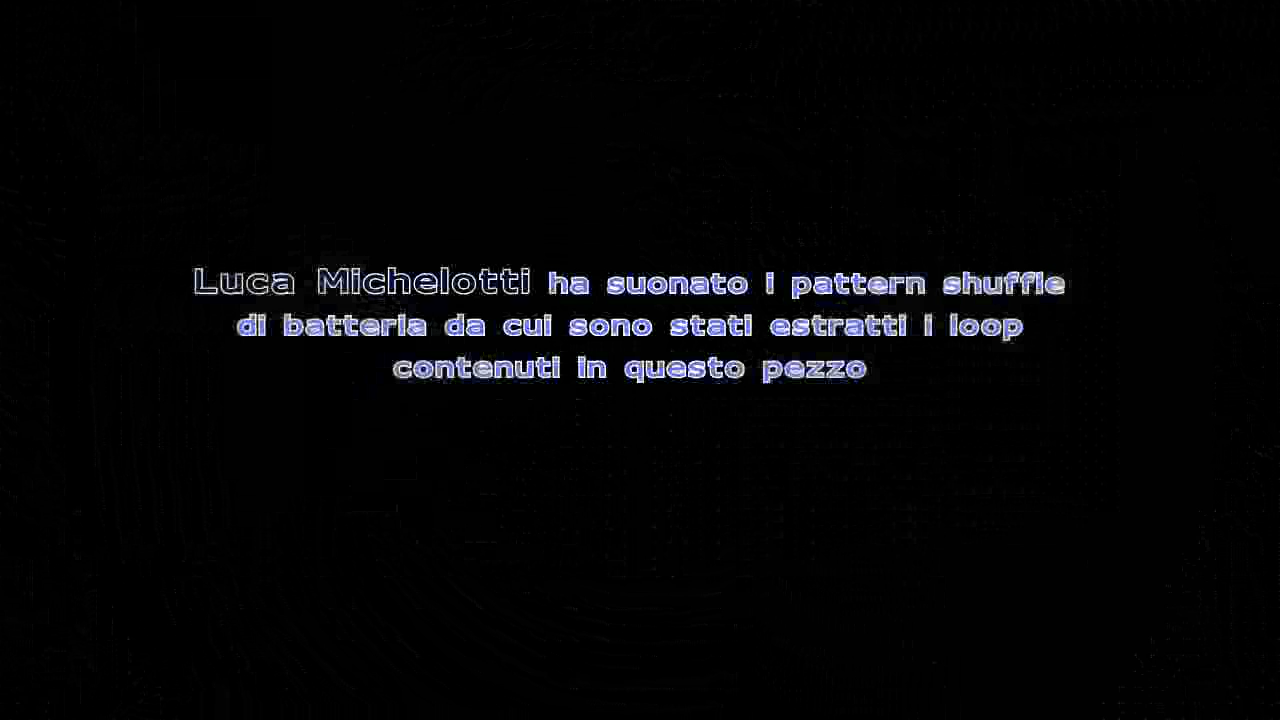 Luca Michelotti ha suonato i pattern shuffle
di batteria da cui sono stati estratti i loop
contenuti in questo pezzo